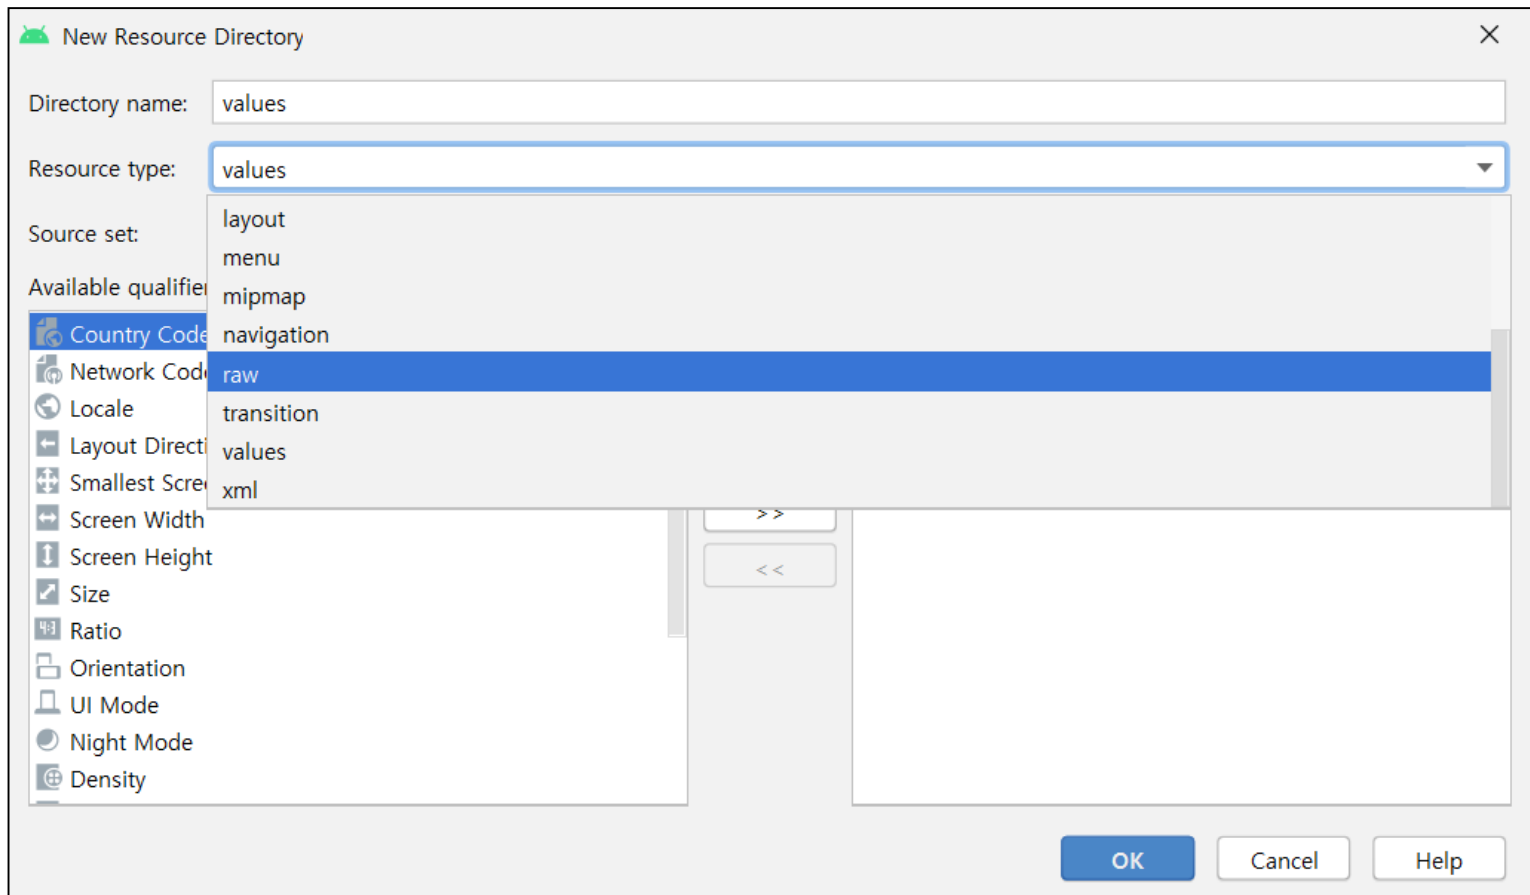 New Resource Directory
Directory name: values
Resource type: values
Source set:
layout
menu
mipmap
navigation
raw
transition
values
xml
Available qualifie
Country Code
Network Cod
Locale
Layout Directi
Smallest Scre
Screen Width
Screen Height
Size
Ratio
Orientation
UI Mode
Night Mode
Density
>>
<<
OK Cancel Help